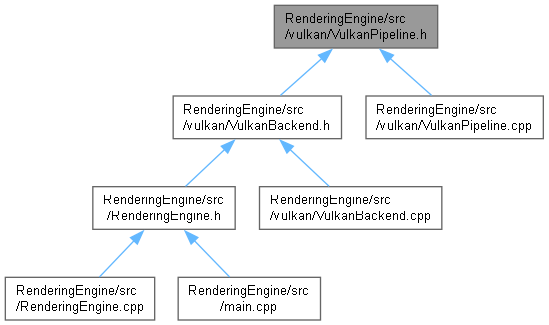 RenderingEngine/src
/vulkan/VulkanPipeline.h
RenderingEngine/src
/vulkan/VulkanBackend.h
RenderingEngine/src
/vulkan/VulkanPipeline.cpp
RenderingEngine/src
/RenderingEngine.h
RenderingEngine/src
/vulkan/VulkanBackend.cpp
RenderingEngine/src
/RenderingEngine.cpp
RenderingEngine/src
/main.cpp